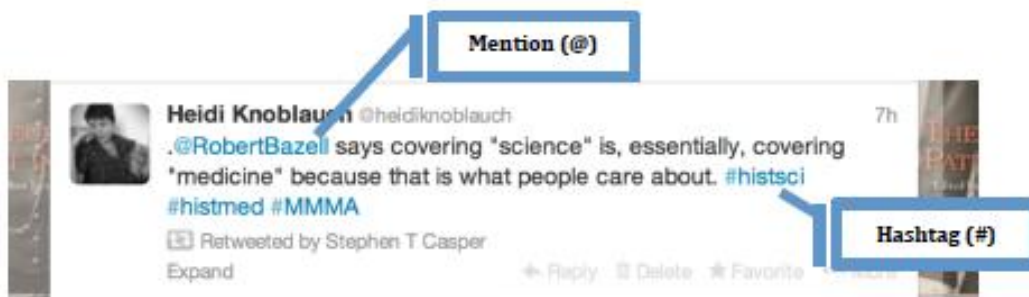 Mention (@)
Heidi Knoblauch @heidiknoblauch 7h
.@RobertBazell says covering "science" is, essentially, covering
"medicine" because that is what people care about. #histsci
#histmed #MMMA
Hashtag (#)
Retweeted by Stephen T Casper
Expand Reply Delete Favorite More